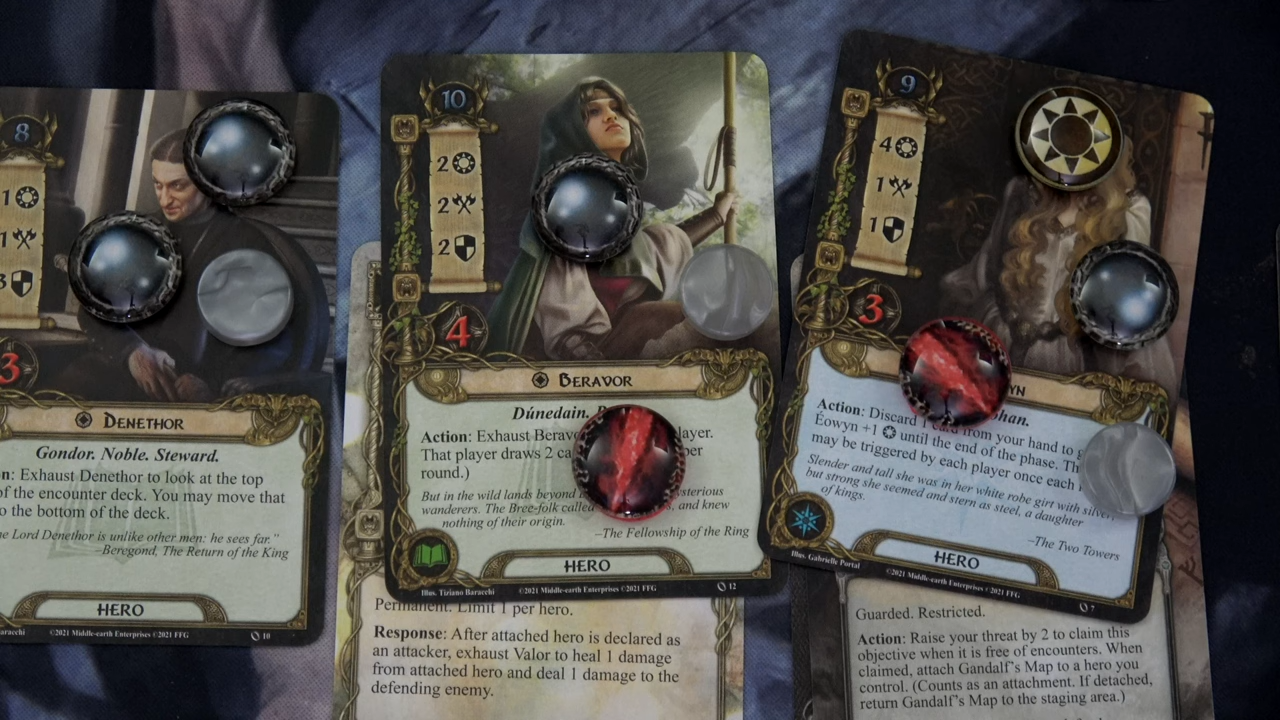 8
1
1
3
3
DENETHOR
Gondor. Noble. Steward.
: Exhaust Denethor to look at the top
of the encounter deck. You may move that
to the bottom of the deck.
Lord Denethor is unlike other men: he sees far."
–Beregond, The Return of the King
HERO
©2021 Middle-earth Enterprises ©2021 FFG
10
10
2
2
2
4
BERAVOR
Dúnedain.
Action: Exhaust
That player draws 2
round.)
But in the wild lands beyond
wanderers. The Bree-folk called and knew
nothing of their origin.
–The Fellowship of the Ring
HERO
Illus. Tiziano Baracchi ©2021 Middle-earth Enterprises ©2021 FFG 12
Permanent. Limit 1 per hero.
Response: After attached hero is declared as
an attacker, exhaust Valor to heal 1 damage
from attached hero and deal 1 damage to the
defending enemy.
9
4
1
1
3
Action: Discard 1 card from your hand to
Éowyn +1 until the end of the phase.
may be triggered by each player once each
Slender and tall she was in her white robe girt with silver,
but strong she seemed and stern as steel, a daughter
of kings.
–The Two Towers
HERO
Illus. Gabrielle Portal ©2021 Middle-earth Enterprises ©2021 FFG 7
Guarded. Restricted.
Action: Raise your threat by 2 to claim this
objective when it is free of encounters. When
claimed, attach Gandalf's Map to a hero you
control. (Counts as an attachment. If detached,
return Gandalf's Map to the staging area.)